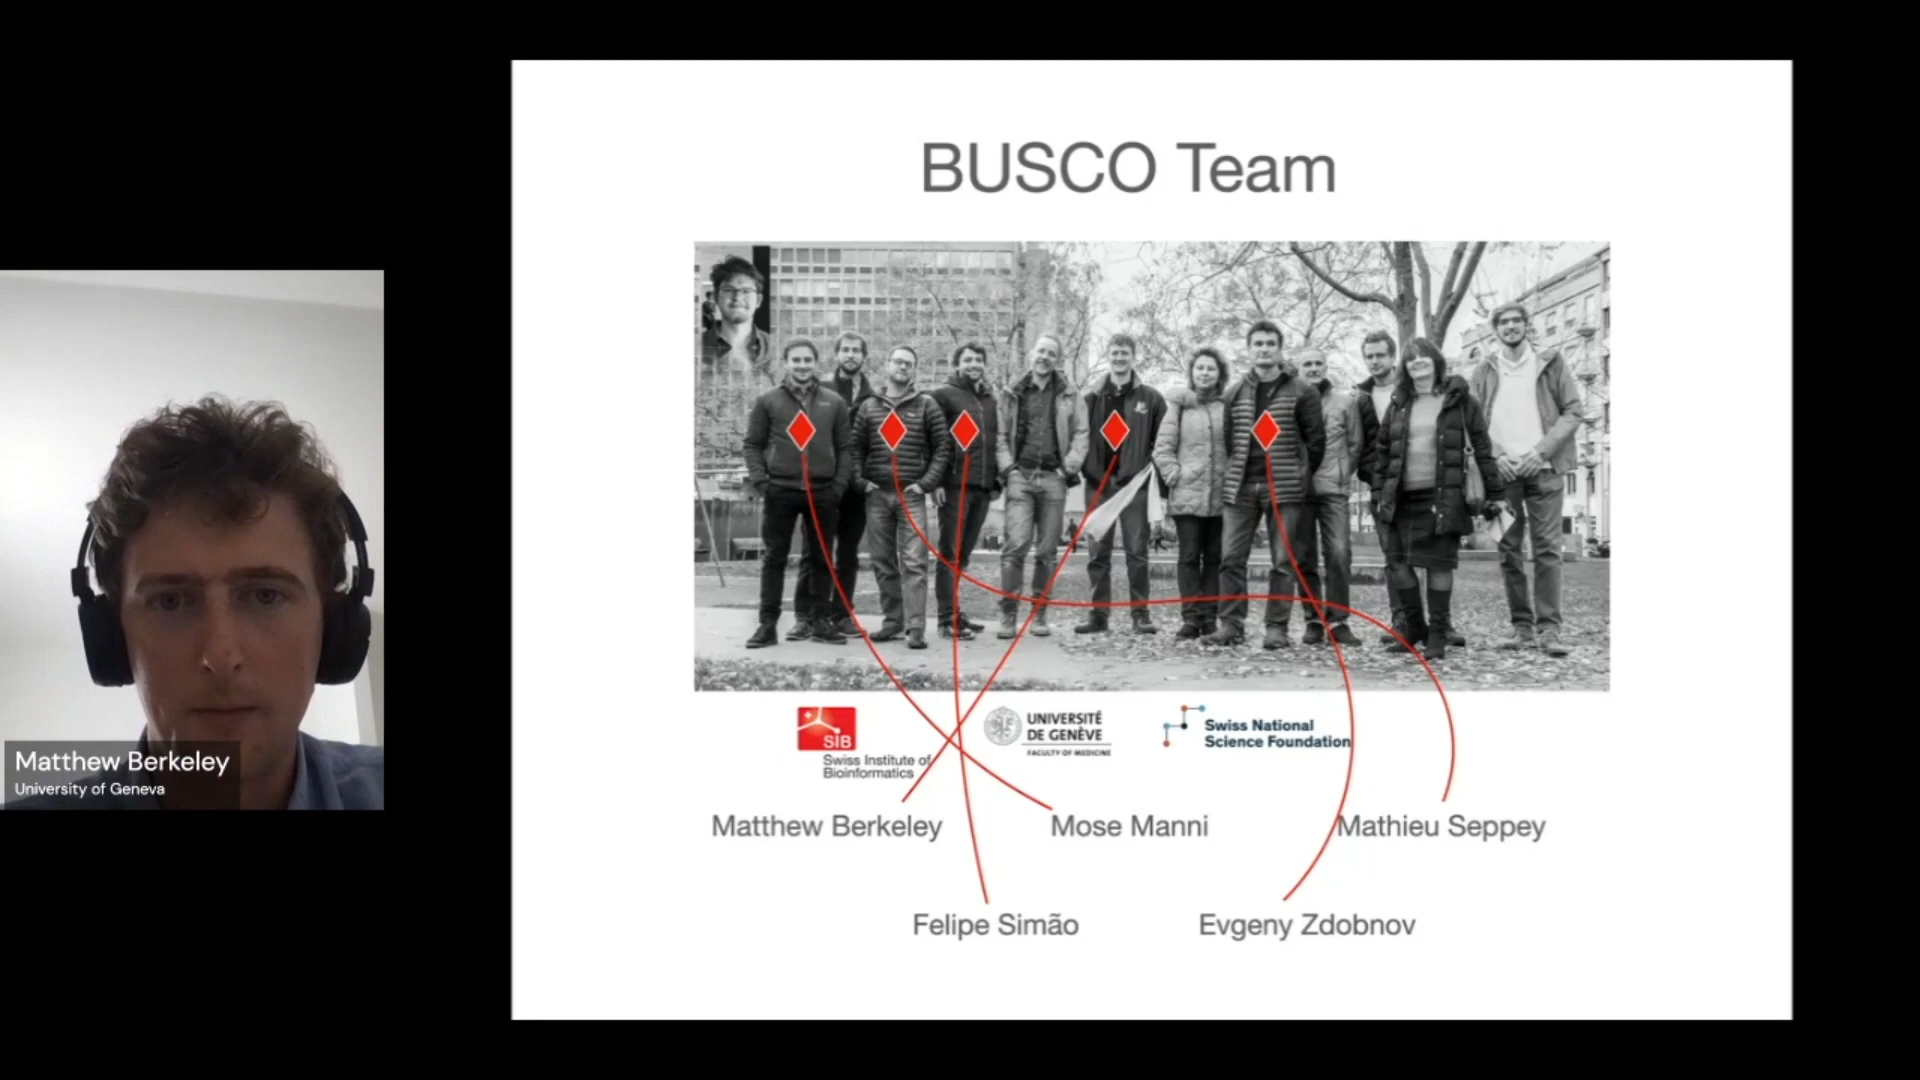 BUSCO Team
SIB
Swiss Institute of
Bioinformatics
UNIVERSITÉ
DE GENÈVE
FACULTY OF MEDICINE
Swiss National
Science Foundation
Matthew Berkeley
Mose Manni
Mathieu Seppey
Felipe Simão
Evgeny Zdobnov
Matthew Berkeley
University of Geneva